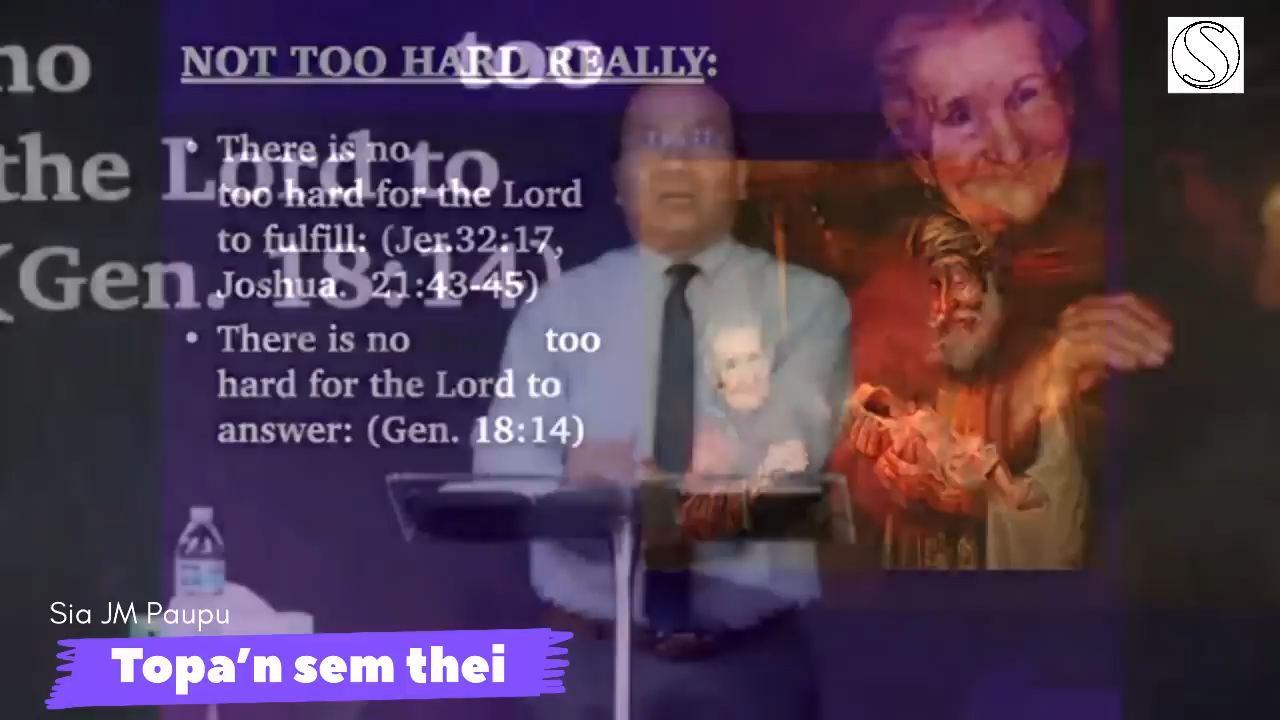 NOT TOO HARD REALLY:
• There is no
too hard for the Lord
to fulfill: (Jer.32:17,
Joshua. 21:43-45)
• There is no too
hard for the Lord to
answer: (Gen. 18:14)
no too
the Lord to
(Gen. 18:14)
Sia JM Paupu
Topa’n sem thei
S